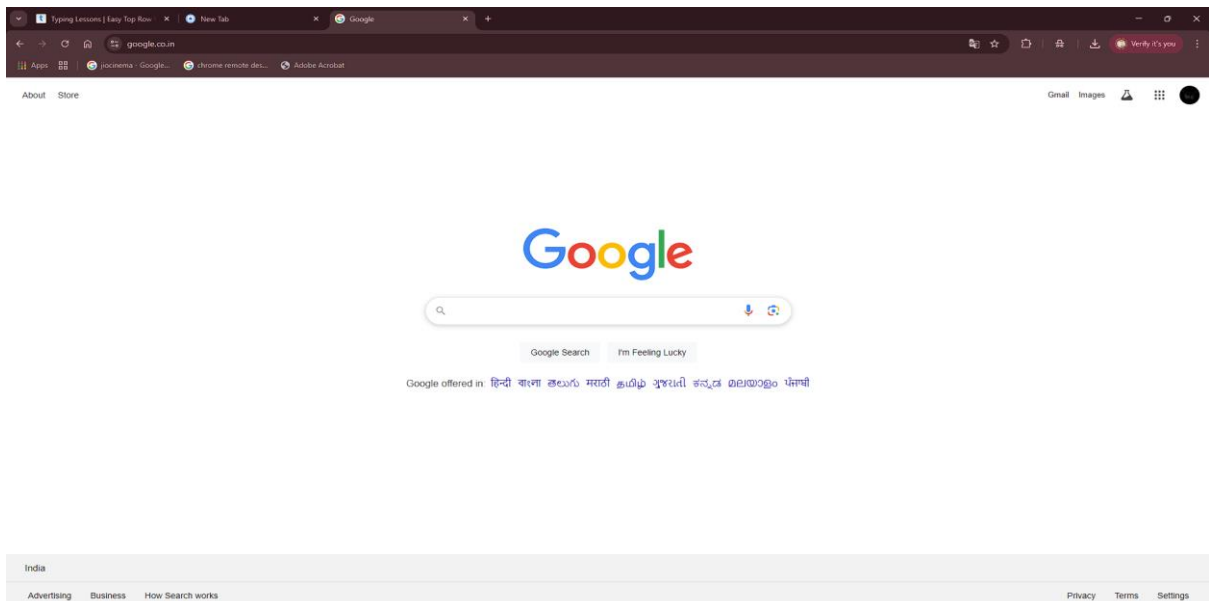 Typing Lessons | Easy Top Row New Tab Google
google.co.in Verify it's you
Apps jiocinema - Google... chrome remote des... Adobe Acrobat
About Store Gmail Images
Google
Google Search I'm Feeling Lucky
Google offered in: हिन्दी বাংলা తెలుగు मराठी தமிழ் ગુજરાતી ಕನ್ನಡ മലയാളം ਪੰਜਾਬੀ
India
Advertising Business How Search works Privacy Terms Settings